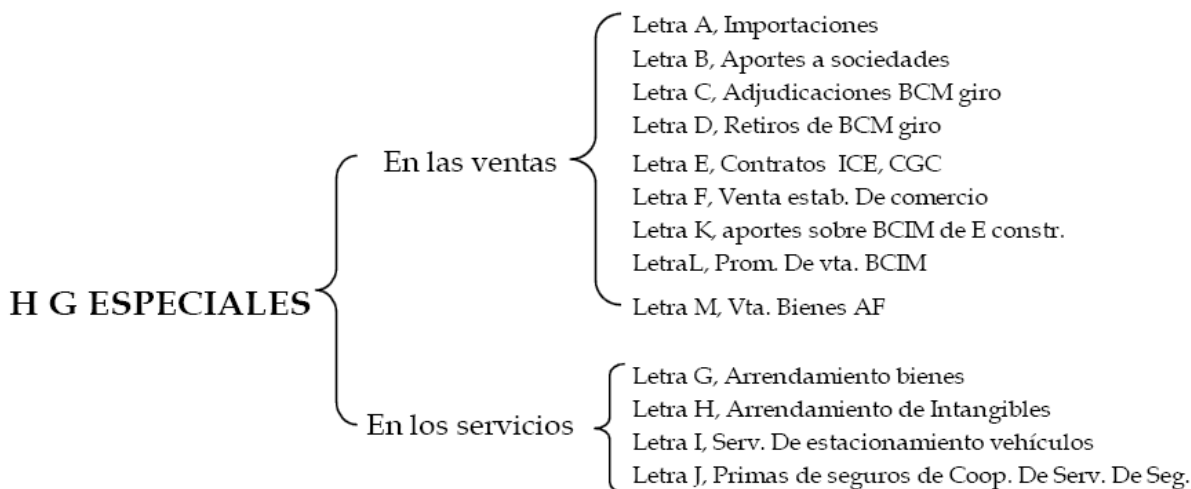 H G ESPECIALES
En las ventas
Letra A, Importaciones
Letra B, Aportes a sociedades
Letra C, Adjudicaciones BCM giro
Letra D, Retiros de BCM giro
Letra E, Contratos ICE, CGC
Letra F, Venta estab. De comercio
Letra K, aportes sobre BCIM de E constr.
LetraL, Prom. De vta. BCIM
Letra M, Vta. Bienes AF
En los servicios
Letra G, Arrendamiento bienes
Letra H, Arrendamiento de Intangibles
Letra I, Serv. De estacionamiento vehículos
Letra J, Primas de seguros de Coop. De Serv. De Seg.